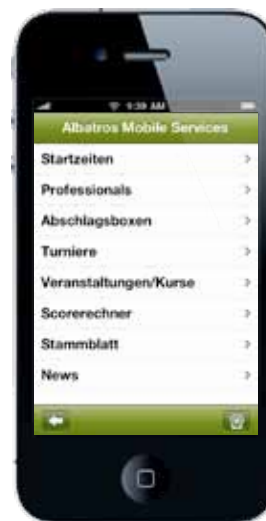 9:39 AM
Albatros Mobile Services
Startzeiten
Professionals
Abschlagsboxen
Turniere
Veranstaltungen/Kurse
Scorerechner
Stammblatt
News